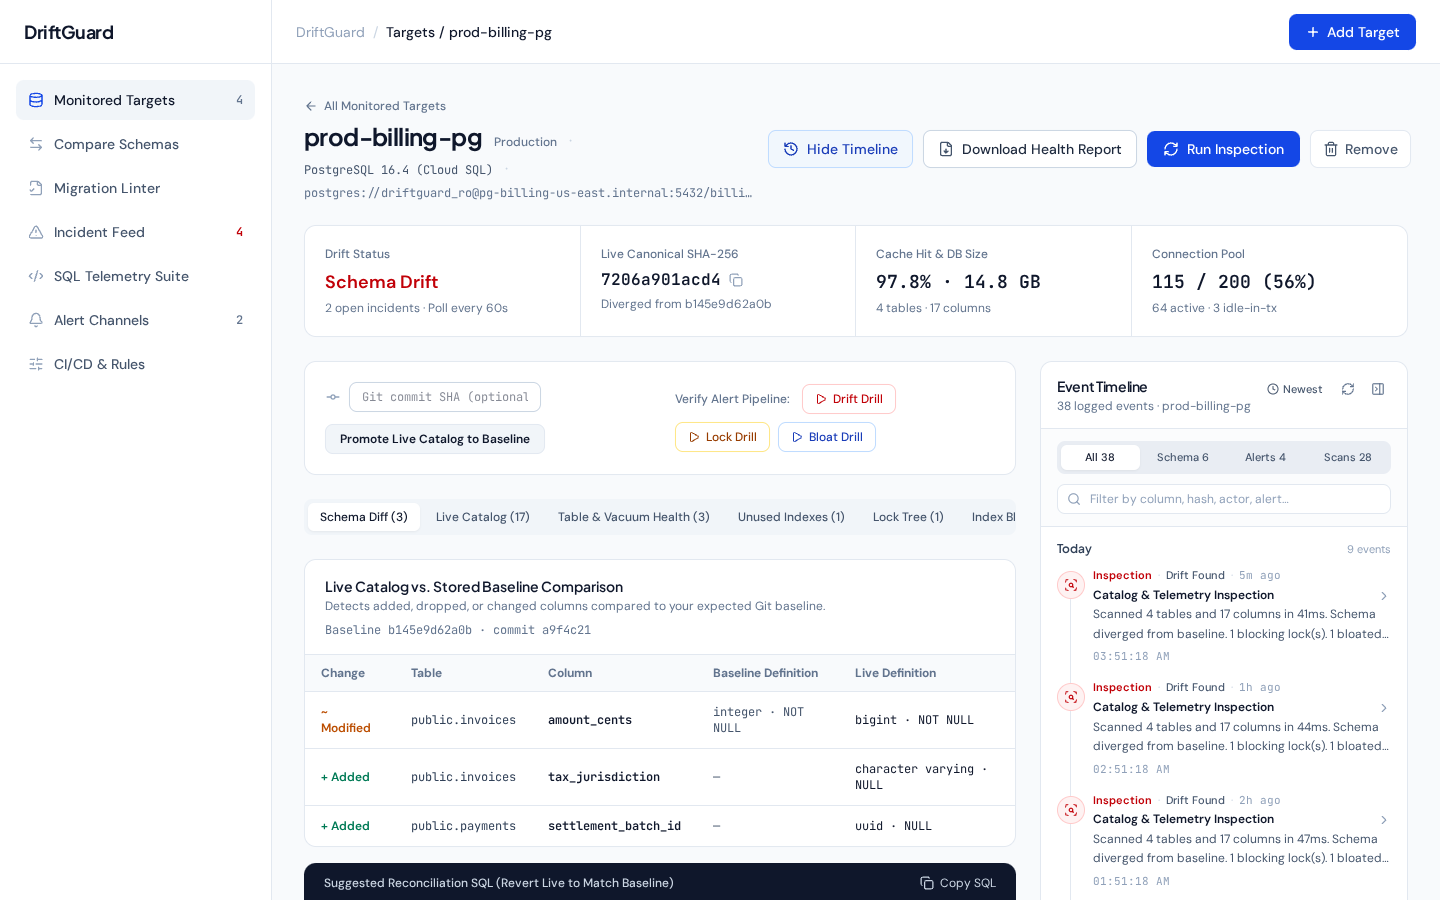 DriftGuard
DriftGuard / Targets / prod-billing-pg
Add Target
Monitored Targets 4
Compare Schemas
Migration Linter
Incident Feed 4
SQL Telemetry Suite
Alert Channels 2
CI/CD & Rules
All Monitored Targets
prod-billing-pg Production ·
PostgreSQL 16.4 (Cloud SQL) ·
postgres://driftguard_ro@pg-billing-us-east.internal:5432/billi…
Hide Timeline
Download Health Report
Run Inspection
Remove
Drift Status
Schema Drift
2 open incidents · Poll every 60s
Live Canonical SHA-256
7206a901acd4
Diverged from b145e9d62a0b
Cache Hit & DB Size
97.8% · 14.8 GB
4 tables · 17 columns
Connection Pool
115 / 200 (56%)
64 active · 3 idle-in-tx
Git commit SHA (optional
Promote Live Catalog to Baseline
Verify Alert Pipeline:
Drift Drill
Lock Drill
Bloat Drill
Schema Diff (3)
Live Catalog (17)
Table & Vacuum Health (3)
Unused Indexes (1)
Lock Tree (1)
Index Bl
Live Catalog vs. Stored Baseline Comparison
Detects added, dropped, or changed columns compared to your expected Git baseline.
Baseline b145e9d62a0b · commit a9f4c21
Change Table Column Baseline Definition Live Definition
~ Modified public.invoices amount_cents integer · NOT NULL bigint · NOT NULL
+ Added public.invoices tax_jurisdiction — character varying · NULL
+ Added public.payments settlement_batch_id — uuid · NULL
Suggested Reconciliation SQL (Revert Live to Match Baseline)
Copy SQL
Event Timeline
38 logged events · prod-billing-pg
Newest
All 38
Schema 6
Alerts 4
Scans 28
Filter by column, hash, actor, alert…
Today 9 events
Inspection · Drift Found · 5m ago
Catalog & Telemetry Inspection
Scanned 4 tables and 17 columns in 41ms. Schema
diverged from baseline. 1 blocking lock(s). 1 bloated…
03:51:18 AM
Inspection · Drift Found · 1h ago
Catalog & Telemetry Inspection
Scanned 4 tables and 17 columns in 44ms. Schema
diverged from baseline. 1 blocking lock(s). 1 bloated…
02:51:18 AM
Inspection · Drift Found · 2h ago
Catalog & Telemetry Inspection
Scanned 4 tables and 17 columns in 47ms. Schema
diverged from baseline. 1 blocking lock(s). 1 bloated…
01:51:18 AM